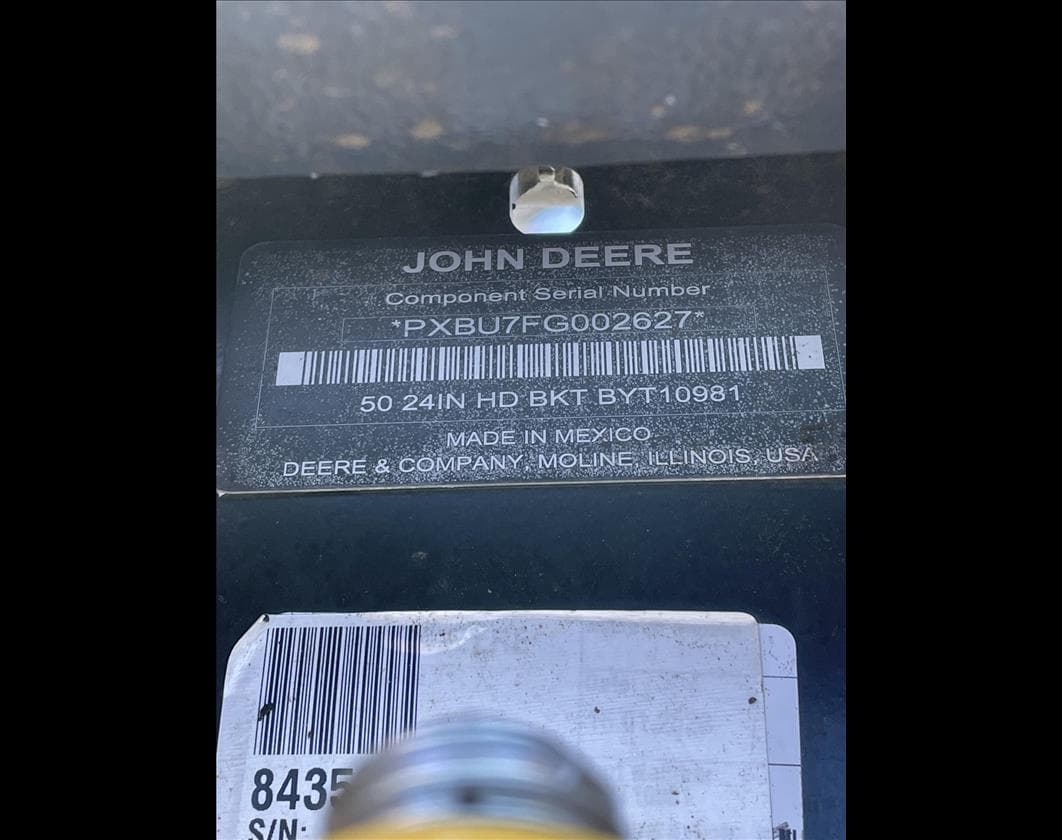 JOHN DEERE
Component Serial Number
*PXBU7FG002627*
50 24IN HD BKT BYT10981
MADE IN MEXICO
DEERE & COMPANY, MOLINE, ILLINOIS, USA
8435
S/N: